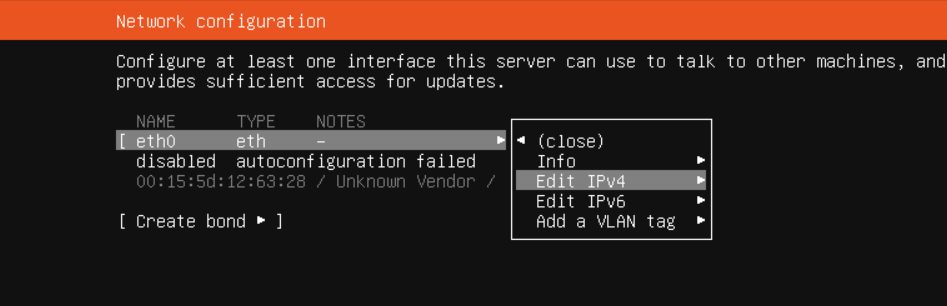 Network configuration
Configure at least one interface this server can use to talk to other machines, and
provides sufficient access for updates.
NAME TYPE NOTES
[ eth0 eth - ▸
disabled autoconfiguration failed
00:15:5d:12:63:28 / Unknown Vendor /
[ Create bond ▸ ]
◂ (close)
Info ▸
Edit IPv4 ▸
Edit IPv6 ▸
Add a VLAN tag ▸